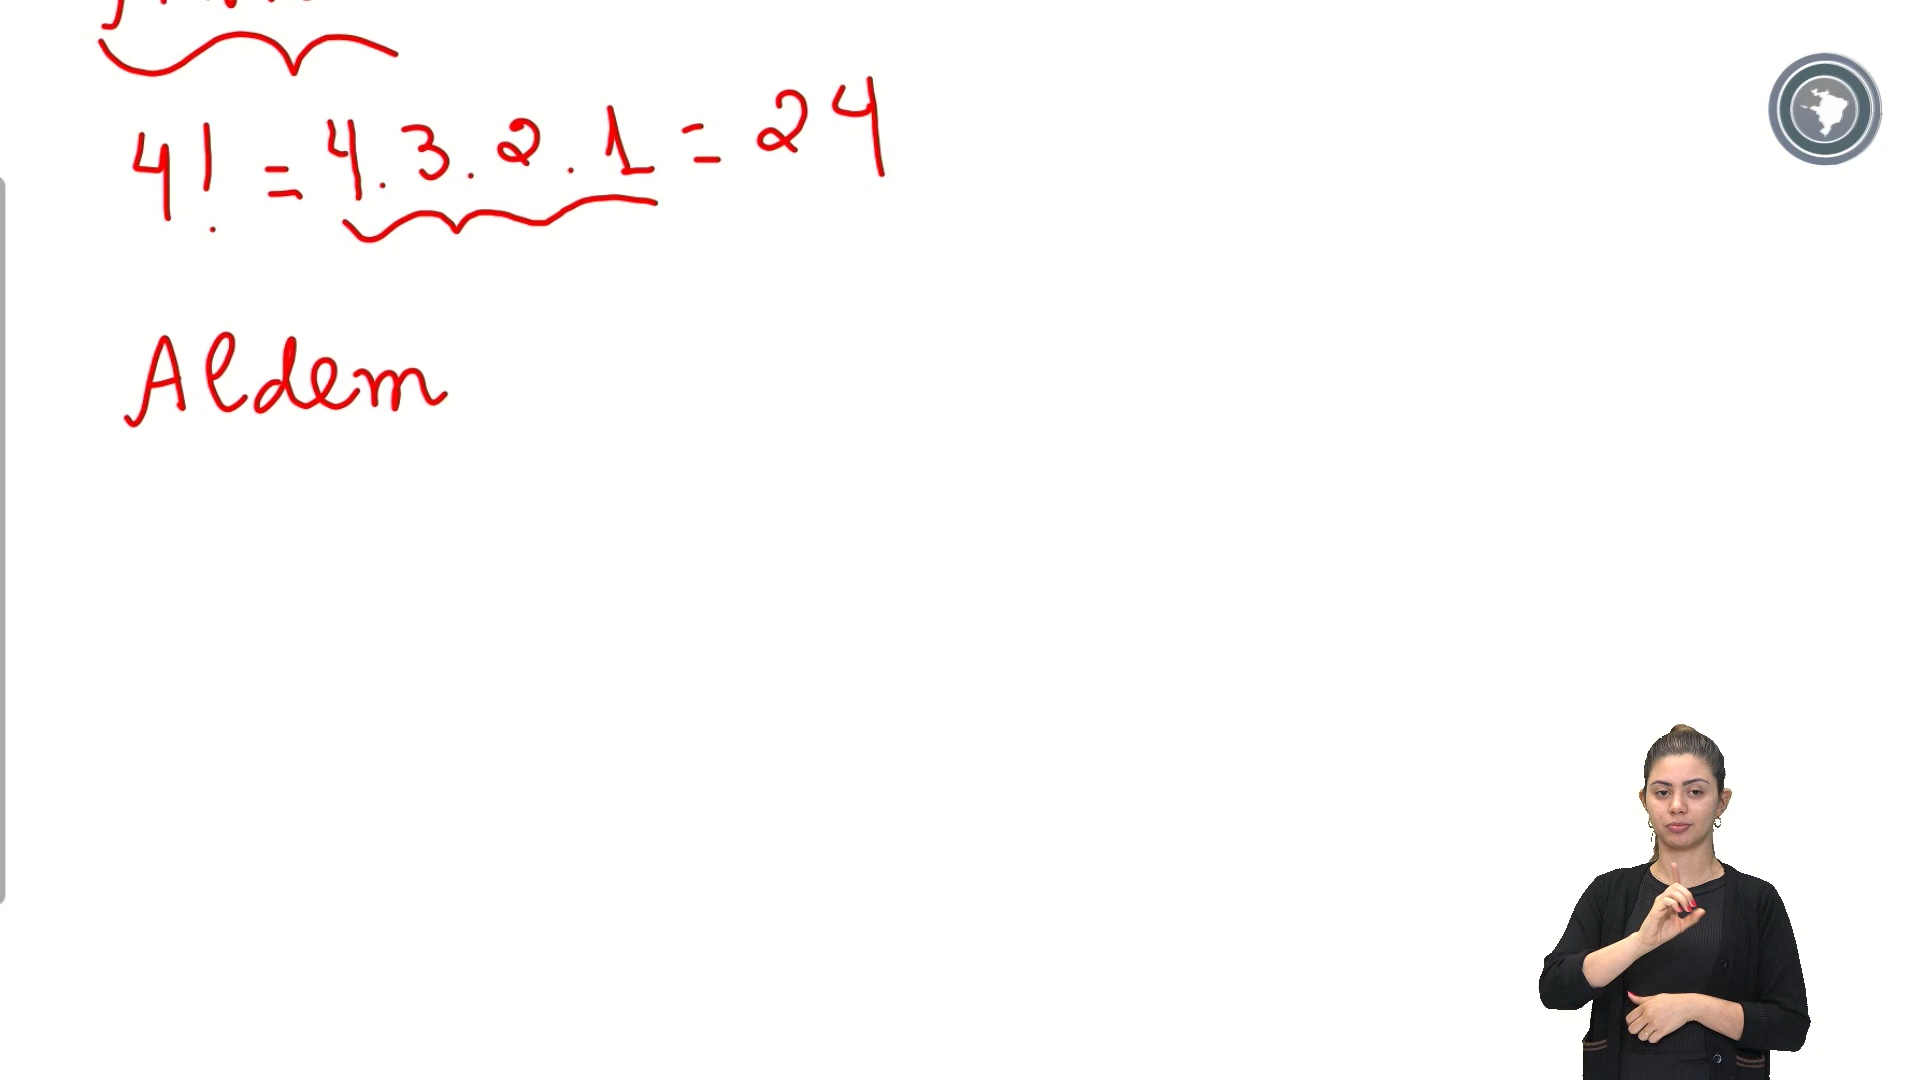 4! = 4.3.2.1 = 24
Aldem